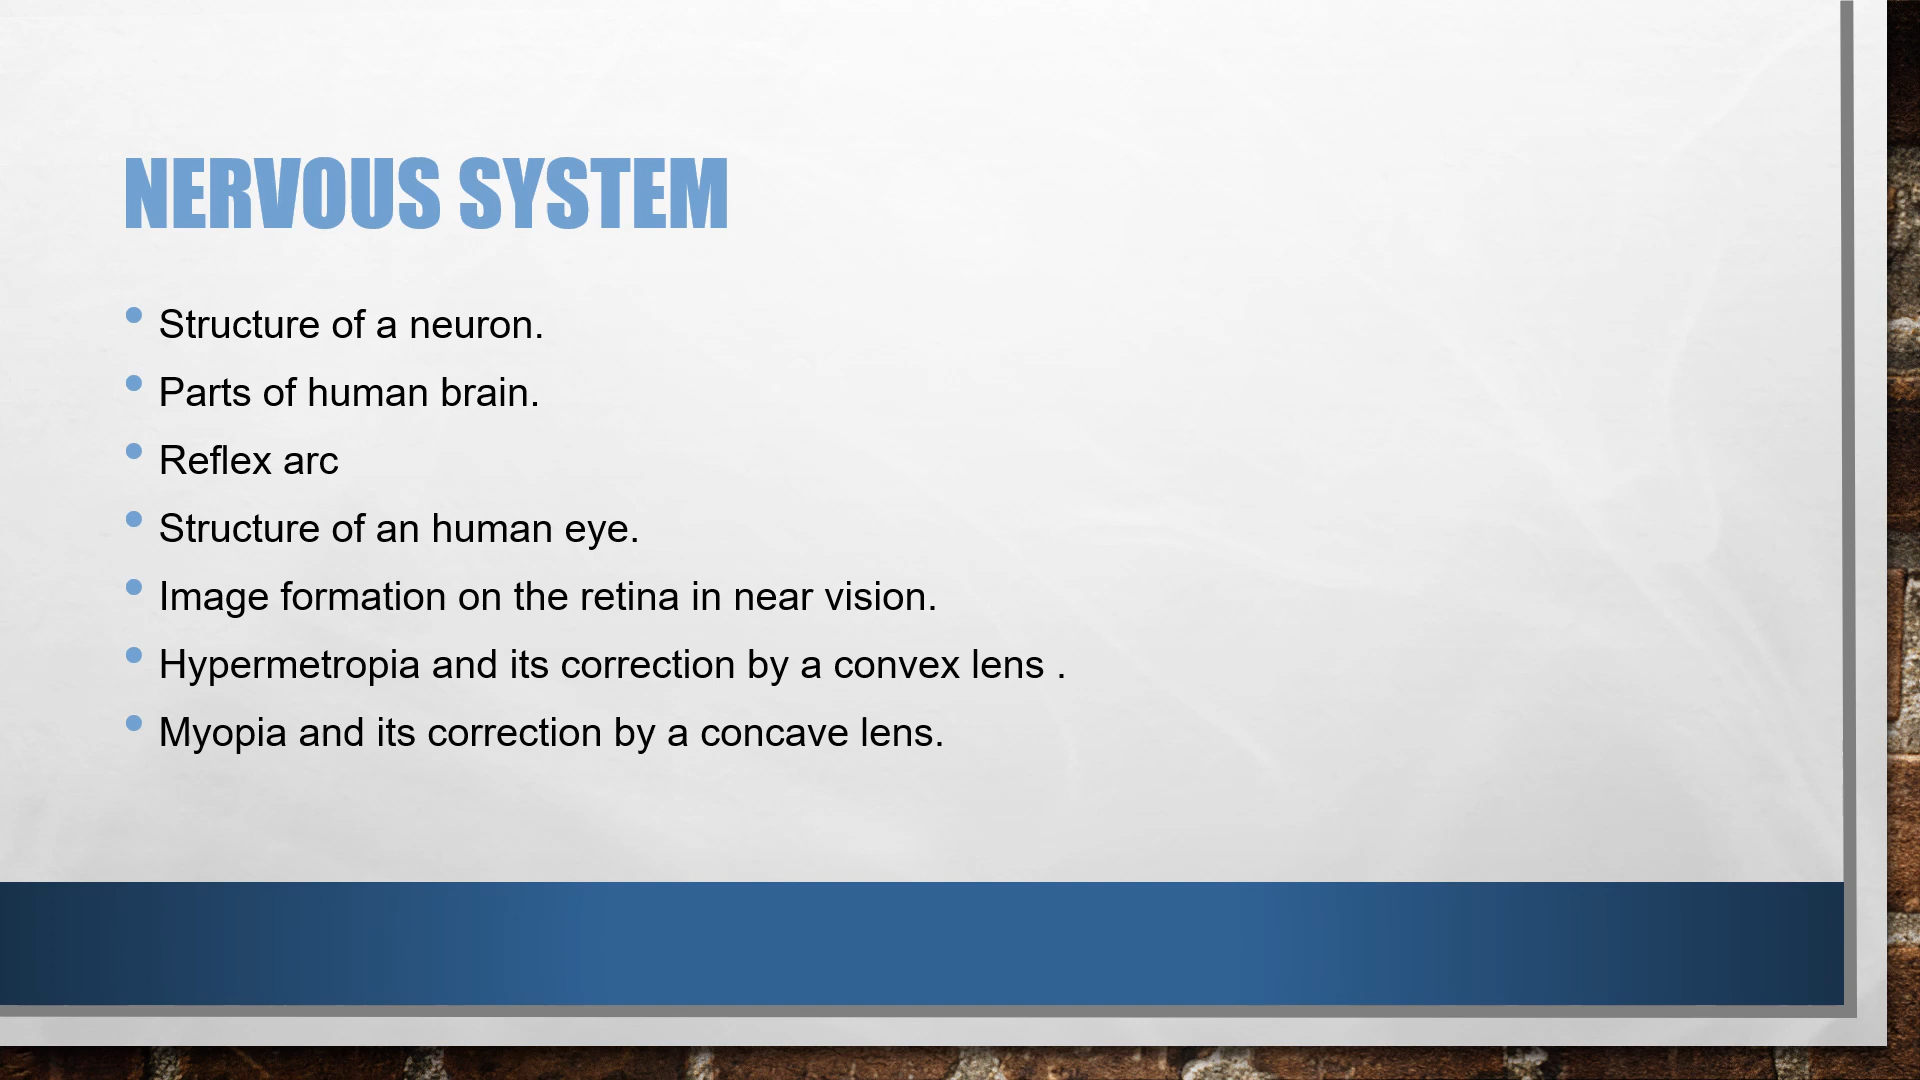 NERVOUS SYSTEM
• Structure of a neuron.
• Parts of human brain.
• Reflex arc
• Structure of an human eye.
• Image formation on the retina in near vision.
• Hypermetropia and its correction by a convex lens .
• Myopia and its correction by a concave lens.